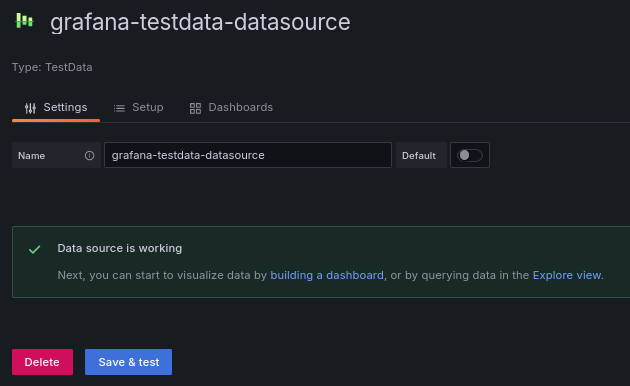 grafana-testdata-datasource
Type: TestData
Settings Setup Dashboards
Name grafana-testdata-datasource Default
Data source is working
Next, you can start to visualize data by building a dashboard, or by querying data in the Explore view.
Delete Save & test